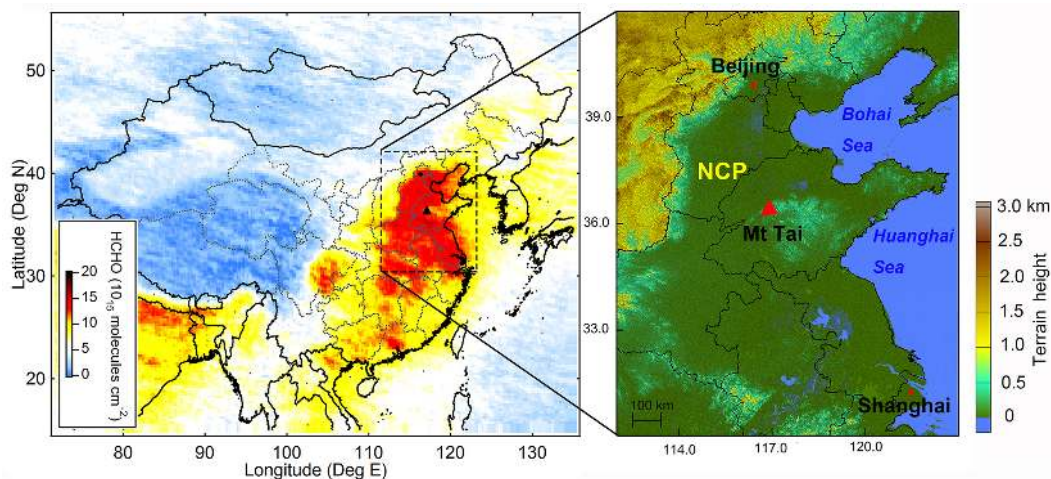 50
40
30
20
Latitude (Deg N)
HCHO (10₁₅ molecules cm⁻²)
20
15
10
5
0
80
90
100
110
120
130
Longitude (Deg E)
Beijing
Bohai
Sea
NCP
Mt Tai
Huanghai
Sea
Shanghai
100 km
39.0
36.0
33.0
114.0
117.0
120.0
3.0 km
2.0
1.5
1.0
0.5
0
Terrain height